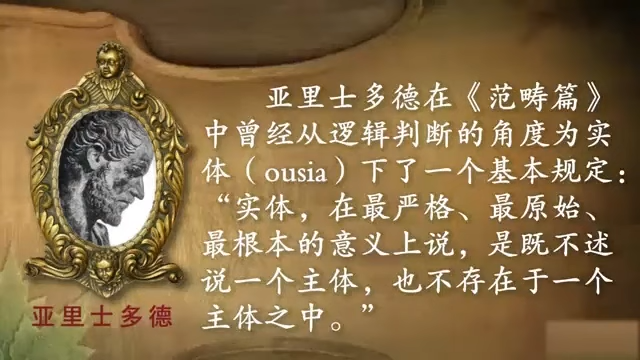 亚里士多德在《范畴篇》
中曾经从逻辑判断的角度为实
体（ousia）下了一个基本规定：
“实体，在最严格、最原始、
最根本的意义上说，是既不述
说一个主体，也不存在于一个
主体之中。”
亚里士多德